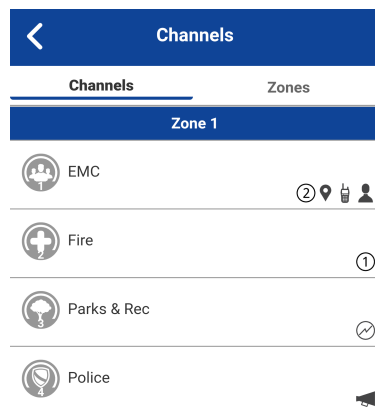 Channels
Channels Zones
Zone 1
1 EMC
2
2 Fire
1
3 Parks & Rec
4 Police